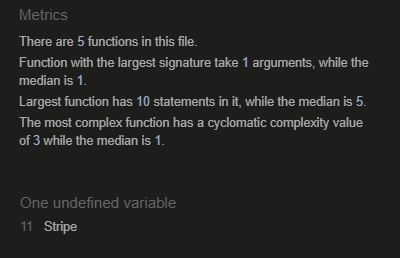 Metrics
There are 5 functions in this file.
Function with the largest signature take 1 arguments, while the
median is 1.
Largest function has 10 statements in it, while the median is 5.
The most complex function has a cyclomatic complexity value
of 3 while the median is 1.
One undefined variable
11 Stripe